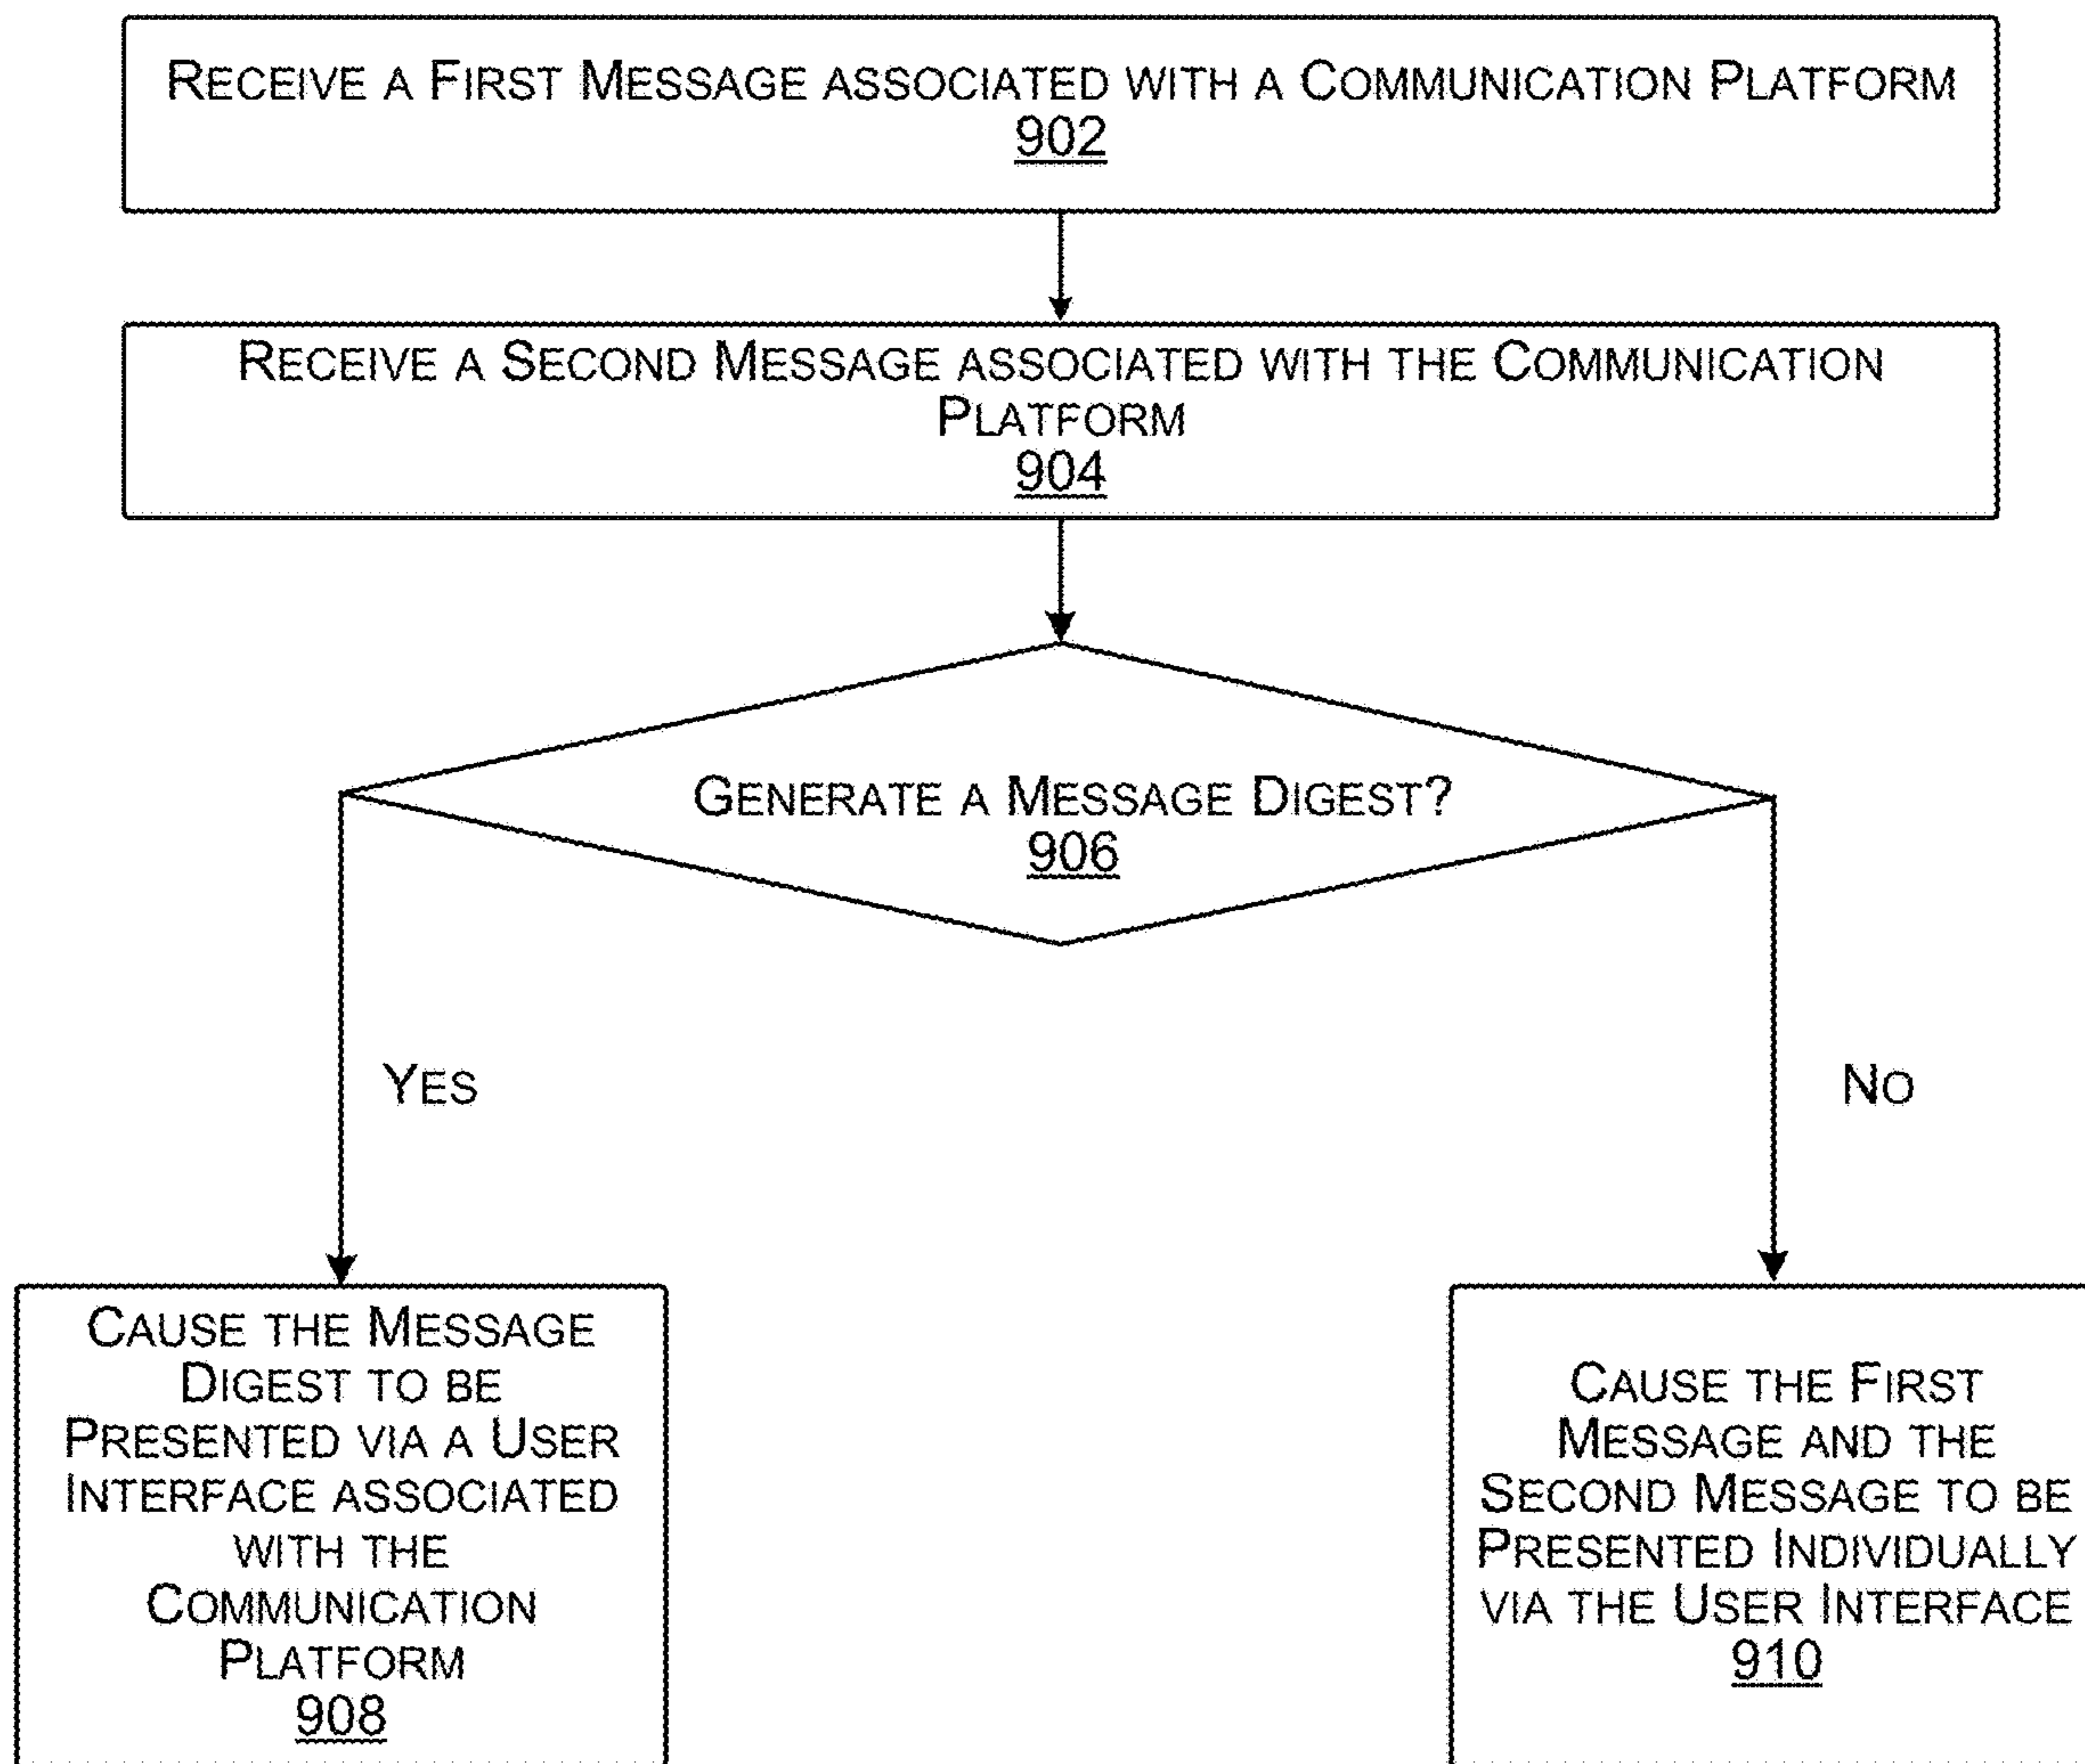 RECEIVE A FIRST MESSAGE ASSOCIATED WITH A COMMUNICATION PLATFORM
902
RECEIVE A SECOND MESSAGE ASSOCIATED WITH THE COMMUNICATION
PLATFORM
904
GENERATE A MESSAGE DIGEST?
906
YES
NO
CAUSE THE MESSAGE
DIGEST TO BE
PRESENTED VIA A USER
INTERFACE ASSOCIATED
WITH THE
COMMUNICATION
PLATFORM
908
CAUSE THE FIRST
MESSAGE AND THE
SECOND MESSAGE TO BE
PRESENTED INDIVIDUALLY
VIA THE USER INTERFACE
910